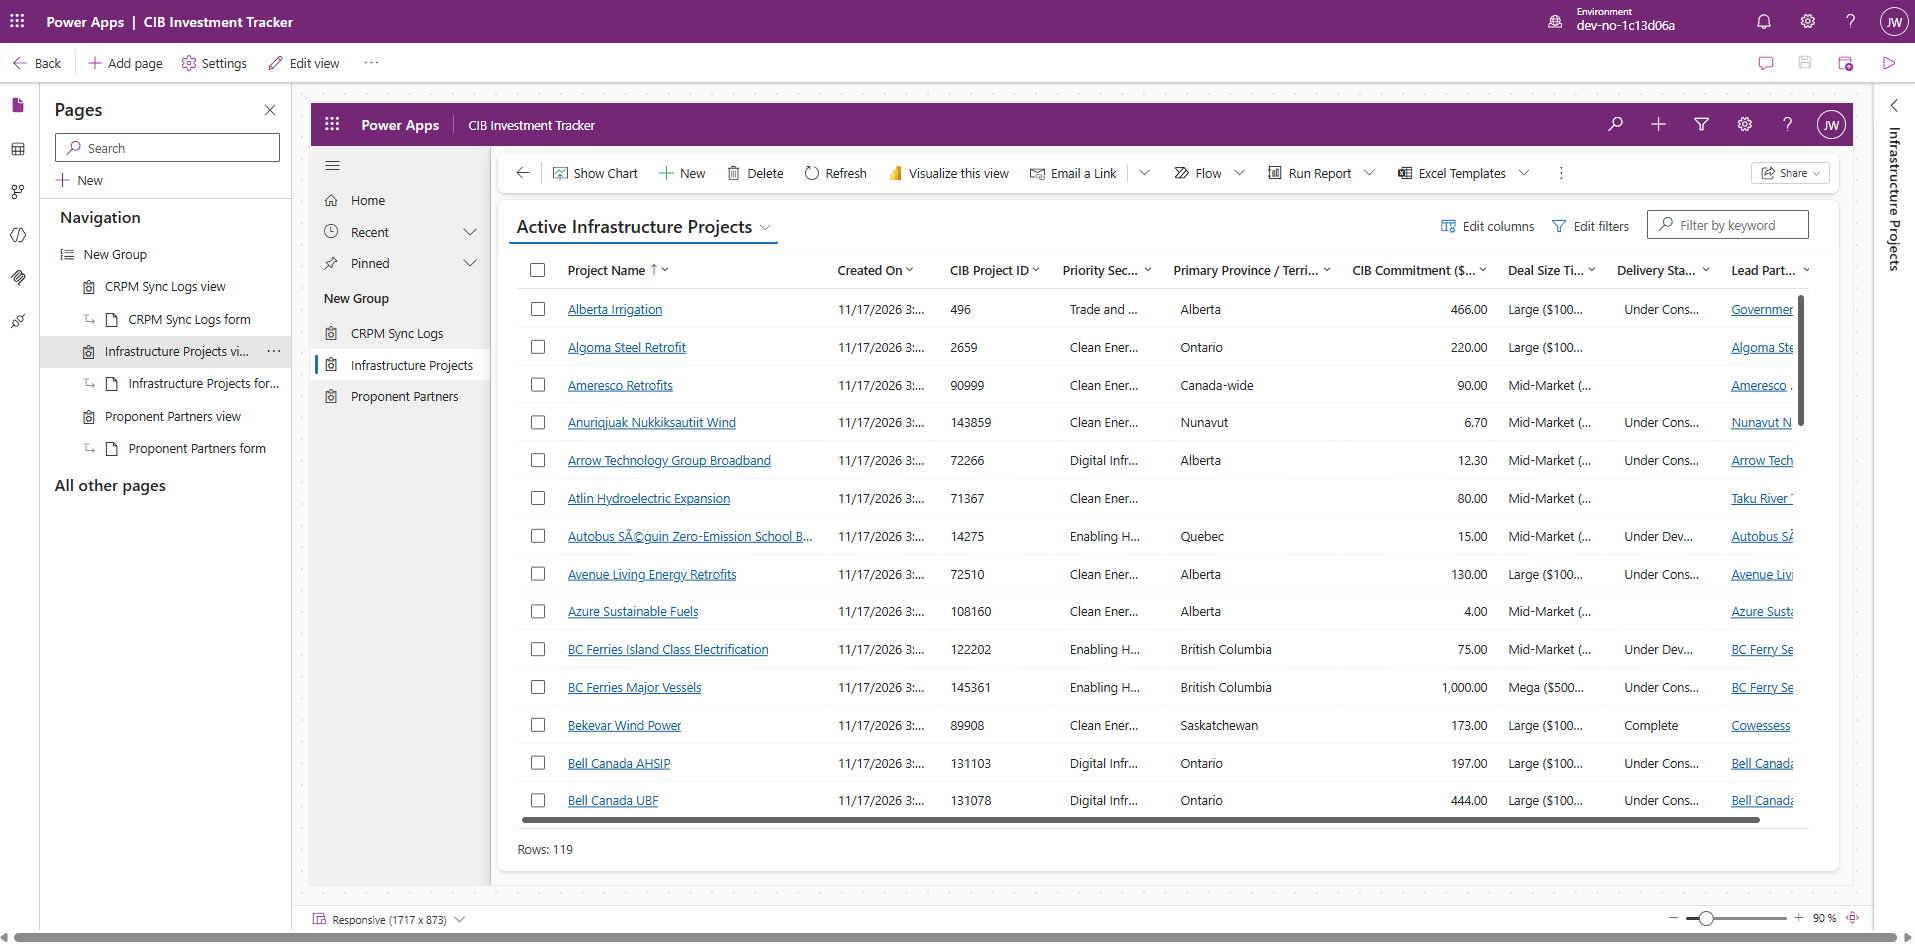 Power Apps | CIB Investment Tracker
Environment
dev-no-1c13d06a
JW
Back
Add page
Settings
Edit view
Pages
Search
New
Navigation
New Group
CRPM Sync Logs view
CRPM Sync Logs form
Infrastructure Projects vi...
Infrastructure Projects for...
Proponent Partners view
Proponent Partners form
All other pages
Power Apps CIB Investment Tracker
JW
Home
Recent
Pinned
New Group
CRPM Sync Logs
Infrastructure Projects
Proponent Partners
Show Chart New Delete Refresh Visualize this view Email a Link Flow Run Report Excel Templates Share
Active Infrastructure Projects
Edit columns Edit filters Filter by keyword
Project Name Created On CIB Project ID Priority Sec... Primary Province / Terri... CIB Commitment ($... Deal Size Ti... Delivery Sta... Lead Part...
Alberta Irrigation 11/17/2026 3:... 496 Trade and ... Alberta 466.00 Large ($100... Under Cons... Governmer
Algoma Steel Retrofit 11/17/2026 3:... 2659 Clean Ener... Ontario 220.00 Large ($100... Algoma Ste
Ameresco Retrofits 11/17/2026 3:... 90999 Clean Ener... Canada-wide 90.00 Mid-Market (... Ameresco .
Anuriqjuak Nukkiksautiit Wind 11/17/2026 3:... 143859 Clean Ener... Nunavut 6.70 Mid-Market (... Under Cons... Nunavut N
Arrow Technology Group Broadband 11/17/2026 3:... 72266 Digital Infr... Alberta 12.30 Mid-Market (... Under Cons... Arrow Tech
Atlin Hydroelectric Expansion 11/17/2026 3:... 71367 Clean Ener... 80.00 Mid-Market (... Taku River
Autobus SÃ©guin Zero-Emission School B... 11/17/2026 3:... 14275 Enabling H... Quebec 15.00 Mid-Market (... Under Dev... Autobus SÃ
Avenue Living Energy Retrofits 11/17/2026 3:... 72510 Clean Ener... Alberta 130.00 Large ($100... Under Cons... Avenue Livi
Azure Sustainable Fuels 11/17/2026 3:... 108160 Clean Ener... Alberta 4.00 Mid-Market (... Azure Susta
BC Ferries Island Class Electrification 11/17/2026 3:... 122202 Enabling H... British Columbia 75.00 Mid-Market (... Under Dev... BC Ferry Se
BC Ferries Major Vessels 11/17/2026 3:... 145361 Enabling H... British Columbia 1,000.00 Mega ($500... Under Cons... BC Ferry Se
Bekevar Wind Power 11/17/2026 3:... 89908 Clean Ener... Saskatchewan 173.00 Large ($100... Complete Cowessess
Bell Canada AHSIP 11/17/2026 3:... 131103 Digital Infr... Ontario 197.00 Large ($100... Under Cons... Bell Canada
Bell Canada UBF 11/17/2026 3:... 131078 Digital Infr... Ontario 444.00 Large ($100... Under Cons... Bell Canada
Rows: 119
Infrastructure Projects
Responsive (1717 x 873)
90 %